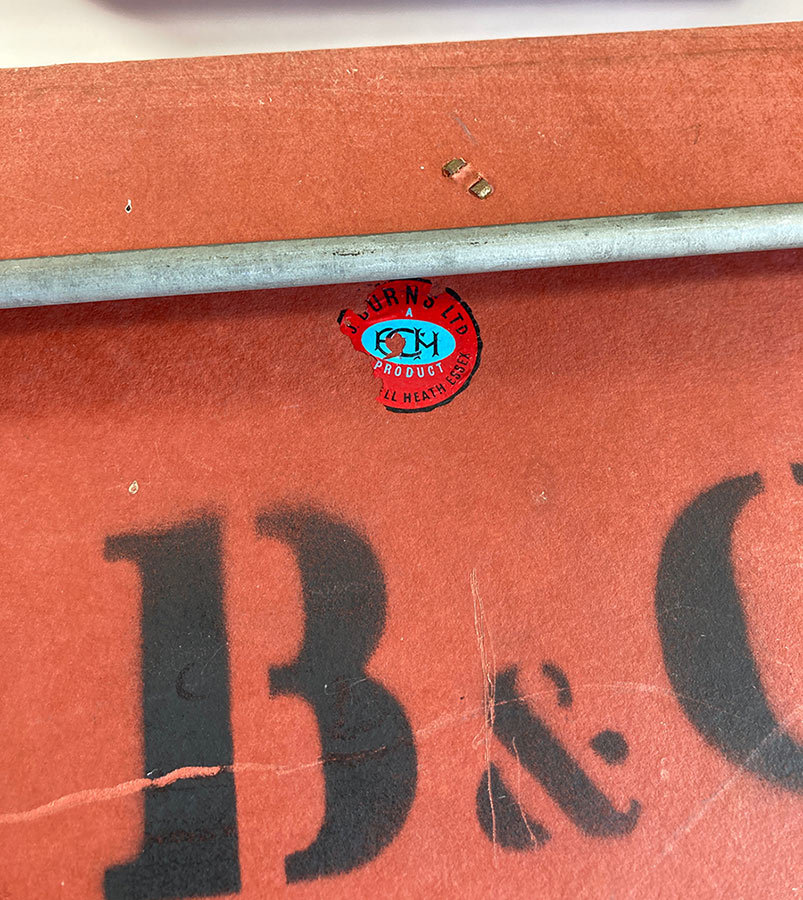 BURNS LTD
A
PRODUCT
HEATH ESSEX
B & C